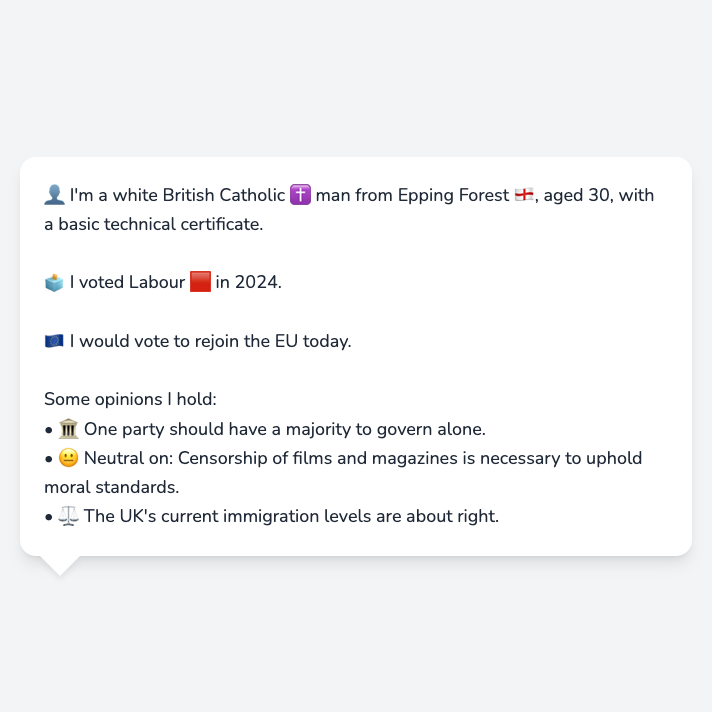 👤 I'm a white British Catholic ✝️ man from Epping Forest 🏴󠁧󠁢󠁥󠁮󠁧󠁿, aged 30, with
a basic technical certificate.
🗳️ I voted Labour 🟥 in 2024.
🇪🇺 I would vote to rejoin the EU today.
Some opinions I hold:
• 🏛️ One party should have a majority to govern alone.
• 😐 Neutral on: Censorship of films and magazines is necessary to uphold
moral standards.
• ⚖️ The UK's current immigration levels are about right.